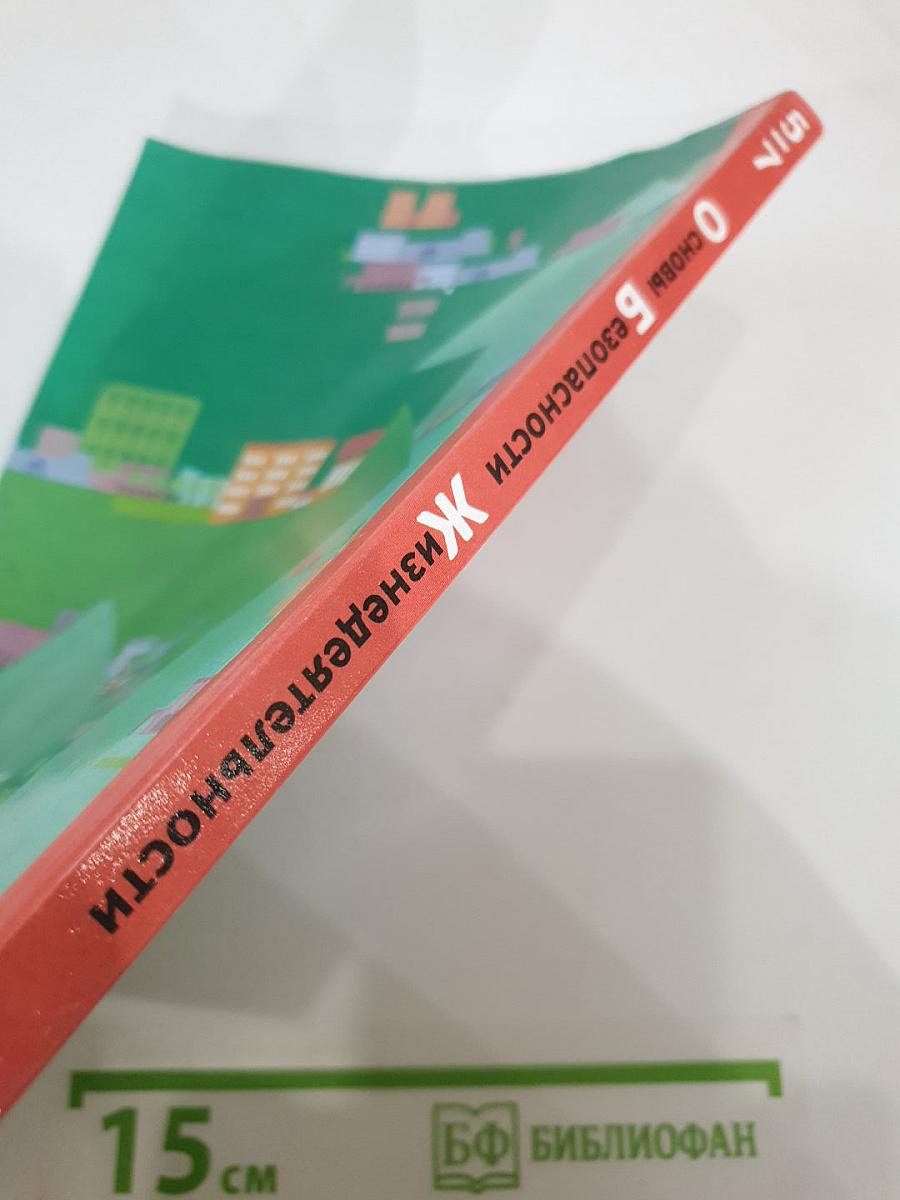 5|7
Основы Безопасности Жизнедеятельности
15 см
БФ БИБЛИОФАН